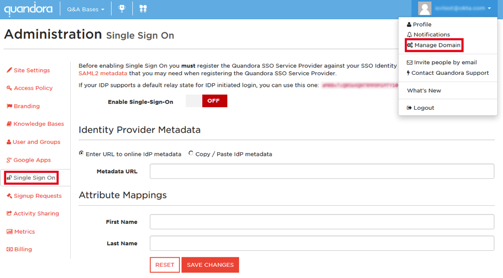 quandora
Q&A Bases
Profile
Notifications
Manage Domain
Invite people by email
Contact Quandora Support
What's New
Logout
Administration Single Sign On
Before enabling Single-Sign-On you must register the Quandora SSO Service Provider against your SSO Identity
SAML2 metadata that you may need when registering the Quandora SSO Service Provider.
If your IDP supports a default relay state for IDP initiated login, you can use this one:
Enable Single-Sign-On
OFF
Site Settings
Access Policy
Branding
Knowledge Bases
User and Groups
Google Apps
Single Sign On
Signup Requests
Activity Sharing
Metrics
Billing
Identity Provider Metadata
Enter URL to online IDP metadata
Copy / Paste IDP metadata
Metadata URL
Attribute Mappings
First Name
Last Name
RESET
SAVE CHANGES